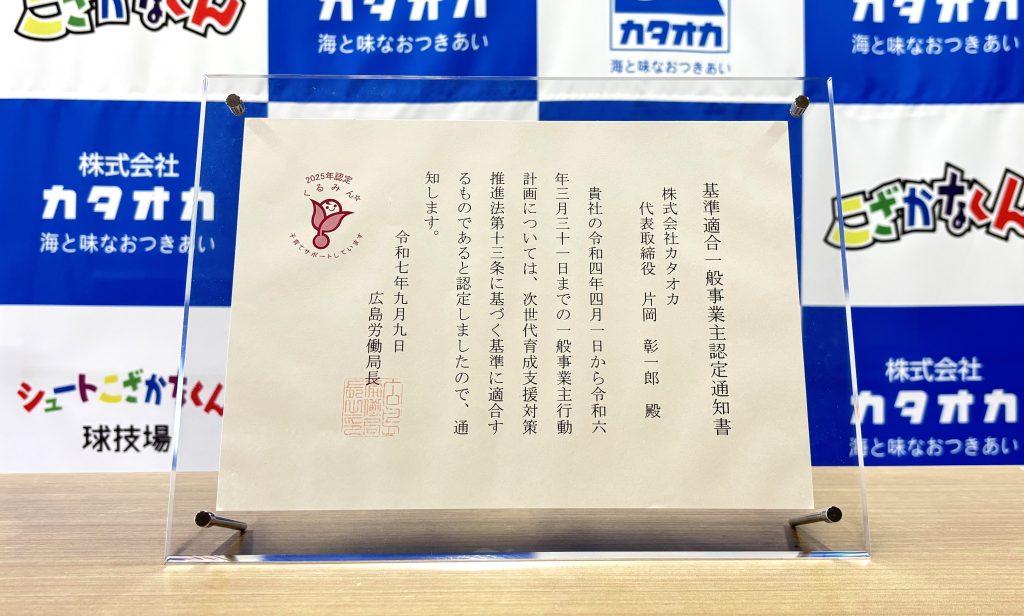 こざかなくん
カタオカ
海と味なおつきあい
カタオカ
海と味なおつきあい
カタオカ
海と味なおつきあい
株式会社
カタオカ
海と味なおつきあい
こざかなくん
シュートこざかなくん
球技場
株式会社
カタオカ
海と味なおつきあい
基準適合一般事業主認定通知書
株式会社カタオカ
代表取締役 片岡 彰一郎 殿
貴社の令和四年四月一日から令和六
年三月三十一日までの一般事業主行動
計画については、次世代育成支援対策
推進法第十三条に基づく基準に適合す
るものであると認定しましたので、通
知します。
令和七年九月九日
広島労働局長
2025年認定
くるみん
子育てサポートしています